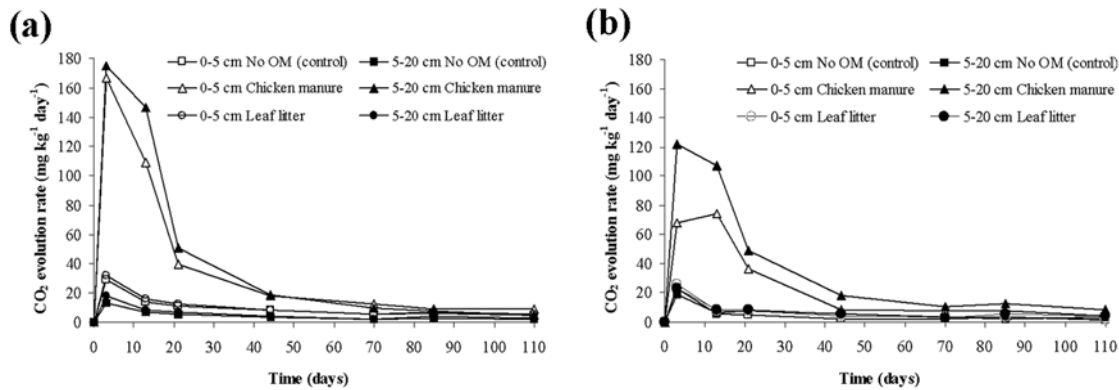 (a)
180
160
140
120
100
80
60
40
20
0
CO₂ evolution rate (mg kg⁻¹ day⁻¹)
0-5 cm No OM (control) 5-20 cm No OM (control)
0-5 cm Chicken manure 5-20 cm Chicken manure
0-5 cm Leaf litter 5-20 cm Leaf litter
0 10 20 30 40 50 60 70 80 90 100 110
Time (days)
(b)
180
160
140
120
100
80
60
40
20
0
CO₂ evolution rate (mg kg⁻¹ day⁻¹)
0-5 cm No OM (control) 5-20 cm No OM (control)
0-5 cm Chicken manure 5-20 cm Chicken manure
0-5 cm Leaf litter 5-20 cm Leaf litter
0 10 20 30 40 50 60 70 80 90 100 110
Time (days)